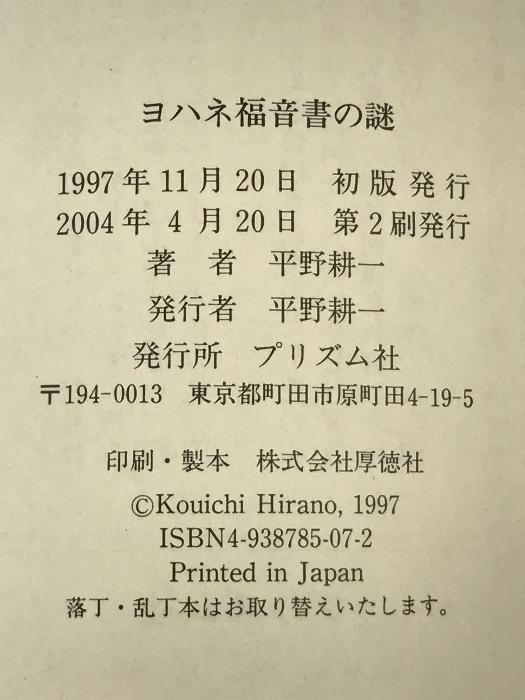 ヨハネ福音書の謎
1997年11月20日　初版発行
2004年 4月20日　第2刷発行
著　者　平野耕一
発行者　平野耕一
発行所　プリズム社
〒194-0013　東京都町田市原町田4-19-5
印刷・製本　株式会社厚徳社
©Kouichi Hirano, 1997
ISBN4-938785-07-2
Printed in Japan
落丁・乱丁本はお取り替えいたします。